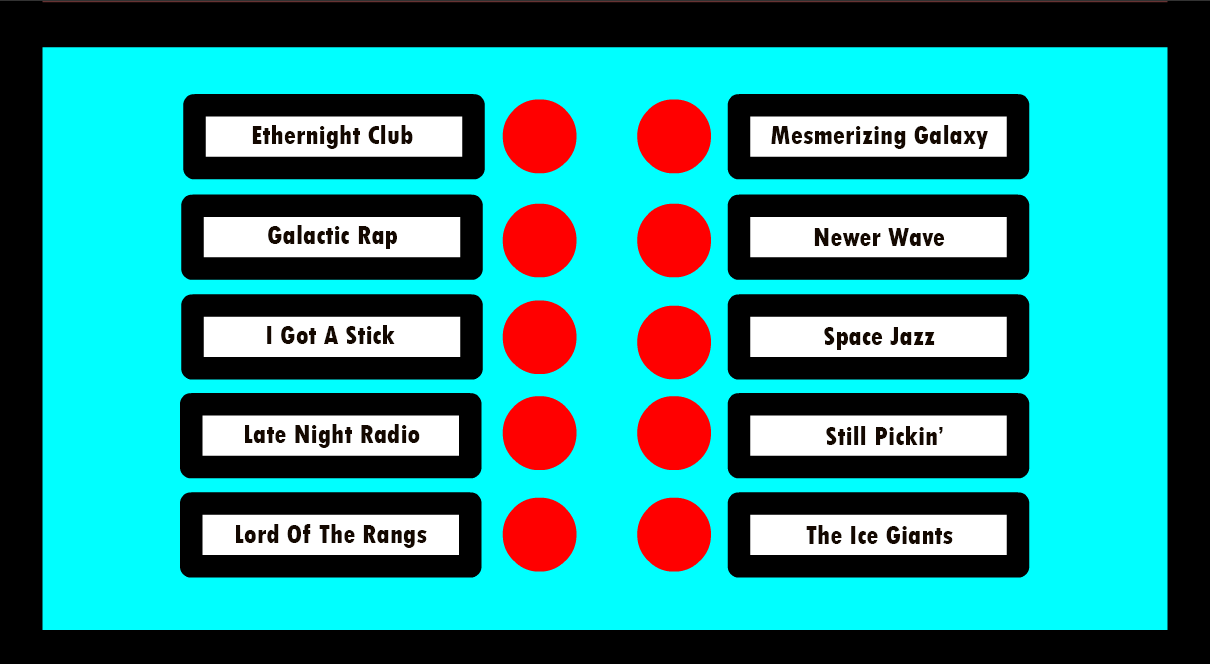 Ethernight Club
Galactic Rap
I Got A Stick
Late Night Radio
Lord Of The Rangs
Mesmerizing Galaxy
Newer Wave
Space Jazz
Still Pickin’
The Ice Giants